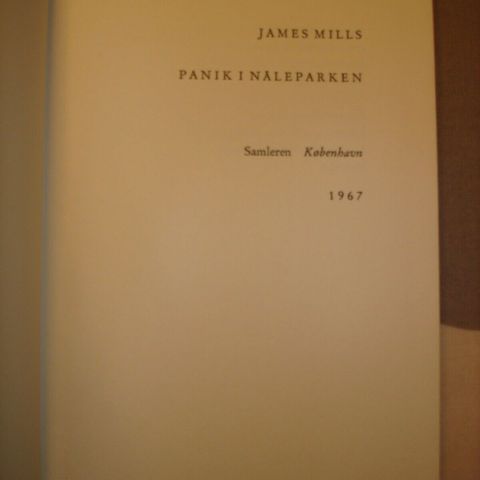 JAMES MILLS
PANIK I NÅLEPARKEN
Samleren København
1967